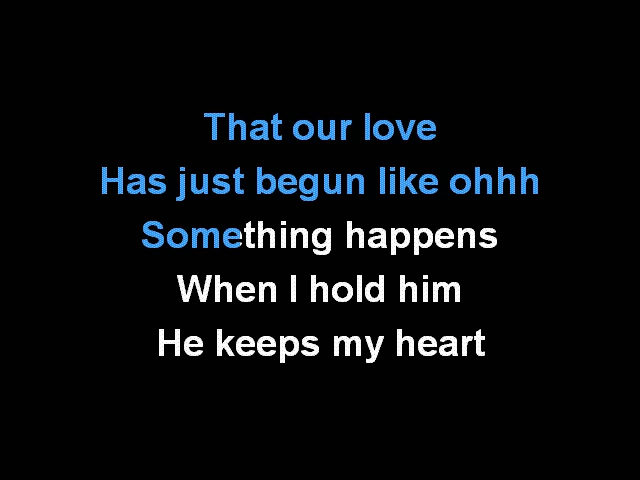 That our love
Has just begun like ohhh
Something happens
When I hold him
He keeps my heart